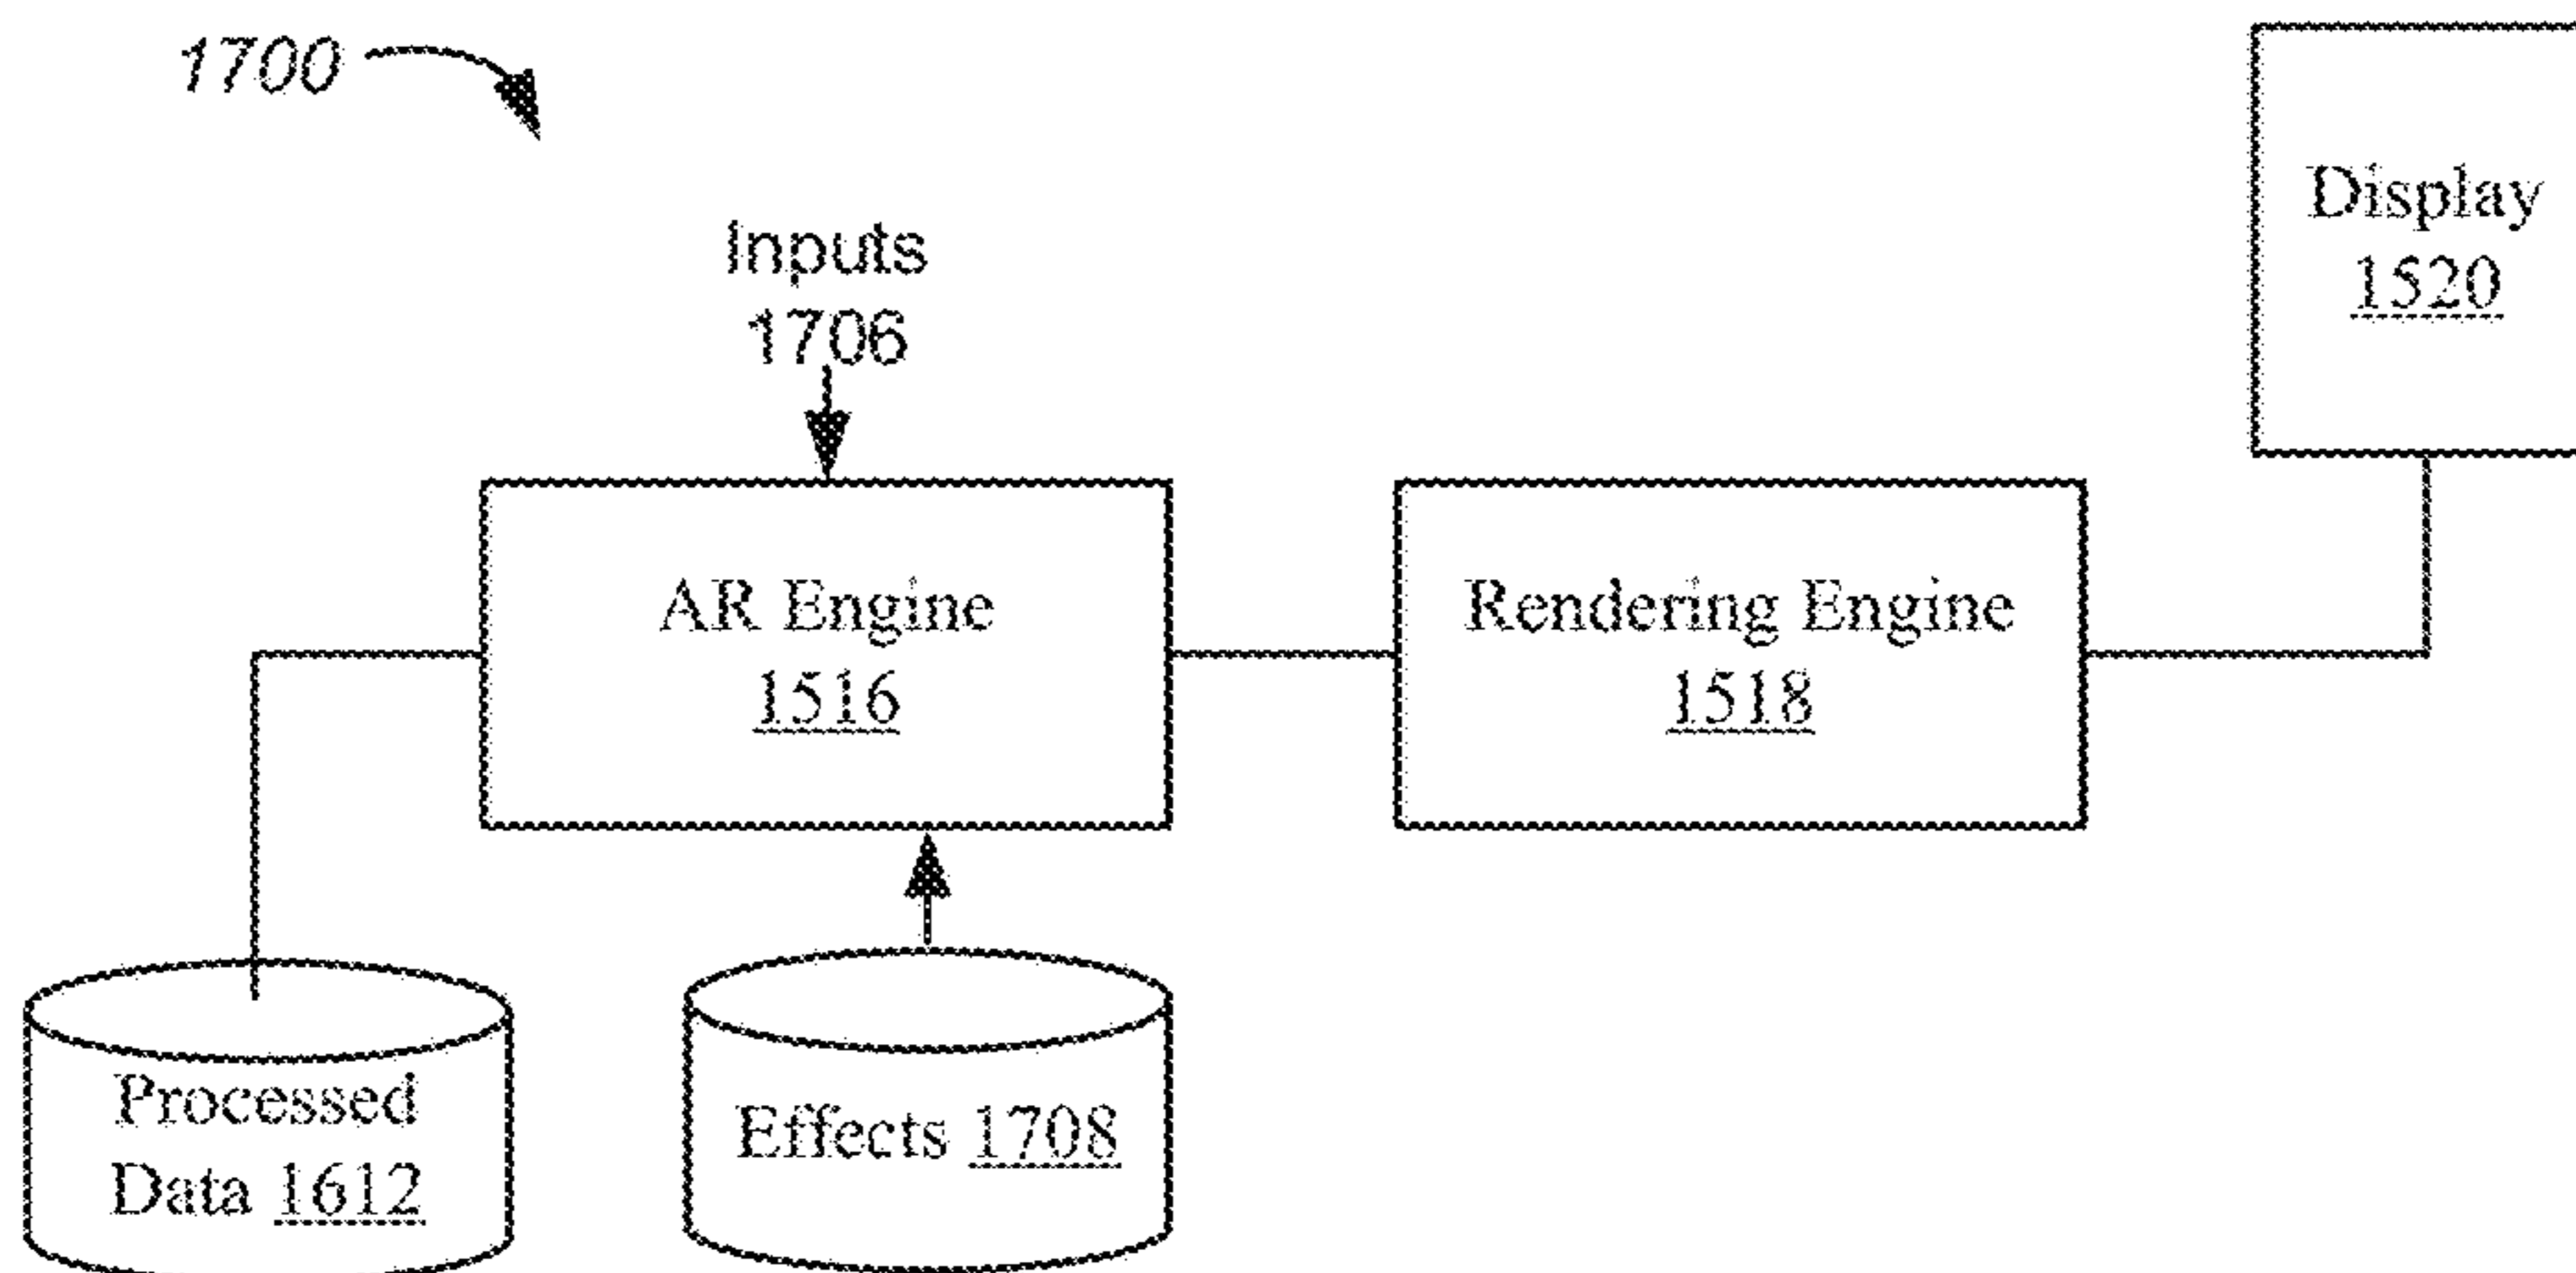 1700
Display
1520
Inputs
1706
AR Engine
1516
Rendering Engine
1518
Processed
Data 1612
Effects 1708